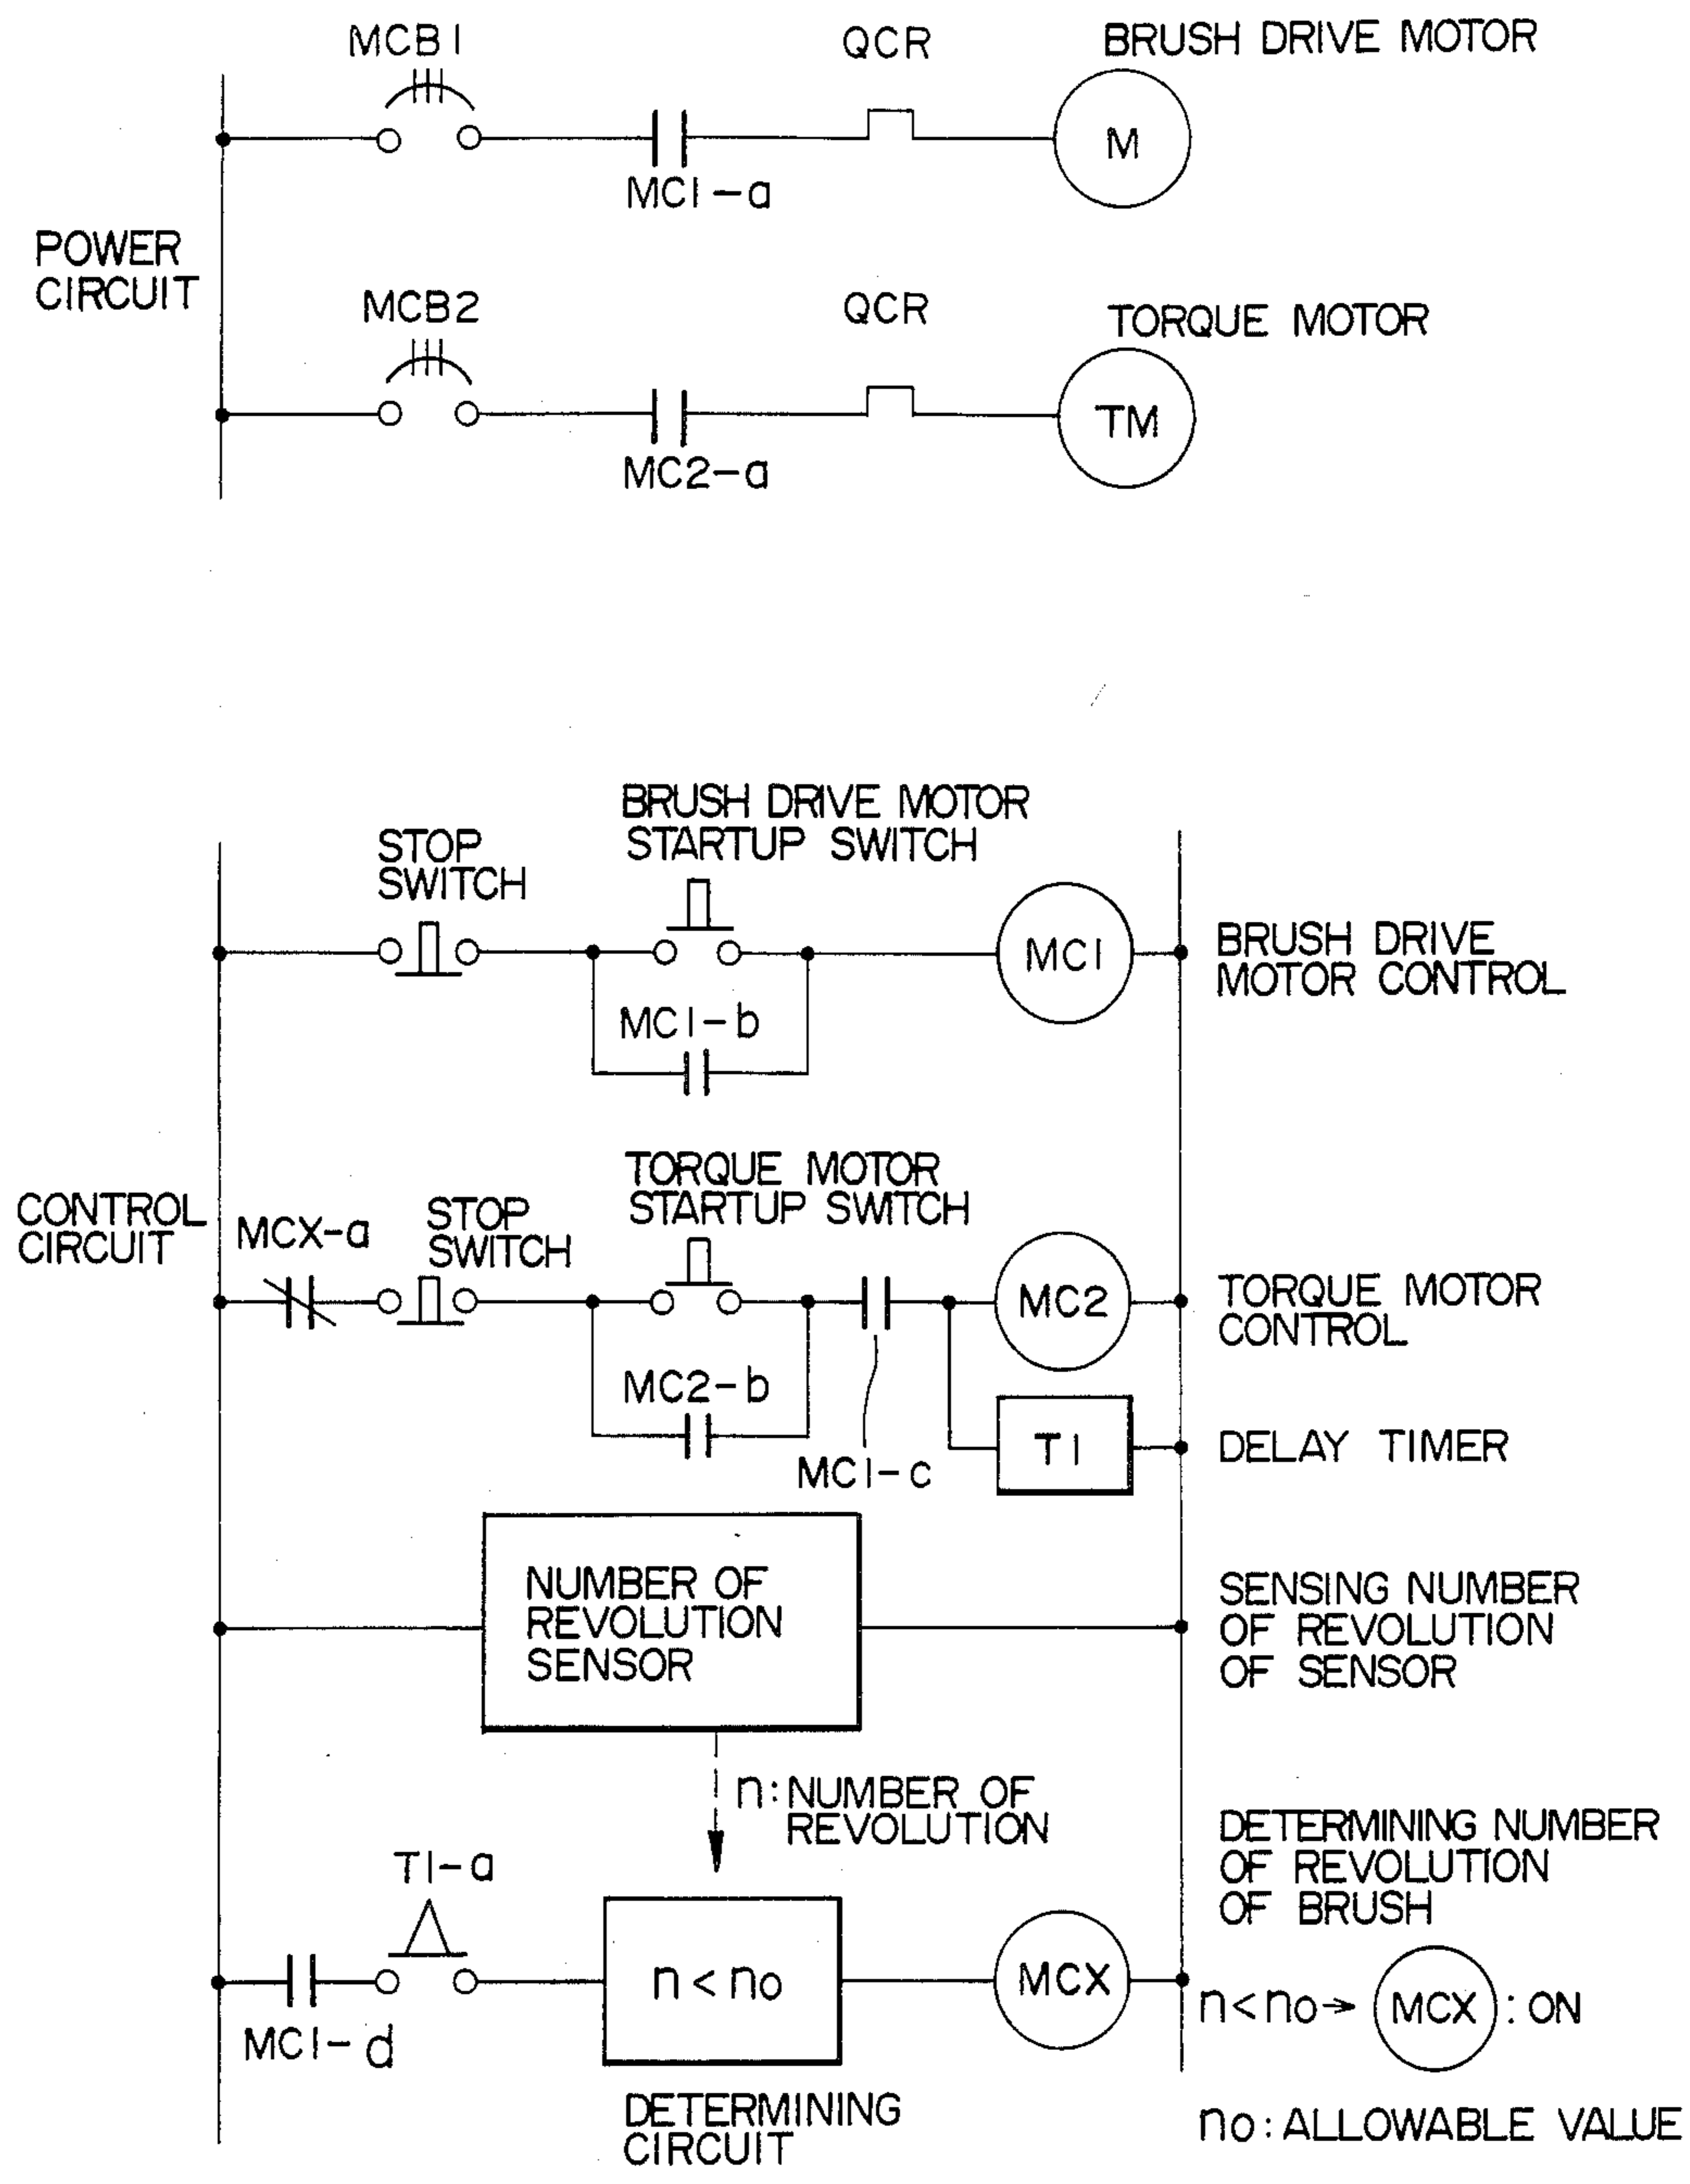 MCB1
QCR
BRUSH DRIVE MOTOR
M
MC1-a
POWER
CIRCUIT
MCB2
QCR
TORQUE MOTOR
TM
MC2-a
BRUSH DRIVE MOTOR
STARTUP SWITCH
STOP
SWITCH
MC1
BRUSH DRIVE
MOTOR CONTROL
MC1-b
TORQUE MOTOR
STARTUP SWITCH
CONTROL
CIRCUIT
MCX-a
STOP
SWITCH
MC2
TORQUE MOTOR
CONTROL
MC2-b
MC1-c
T1
DELAY TIMER
NUMBER OF
REVOLUTION
SENSOR
SENSING NUMBER
OF REVOLUTION
OF SENSOR
n: NUMBER OF
REVOLUTION
DETERMINING NUMBER
OF REVOLUTION
OF BRUSH
T1-a
n < no
MCX
n < no → MCX : ON
MC1-d
DETERMINING
CIRCUIT
no: ALLOWABLE VALUE